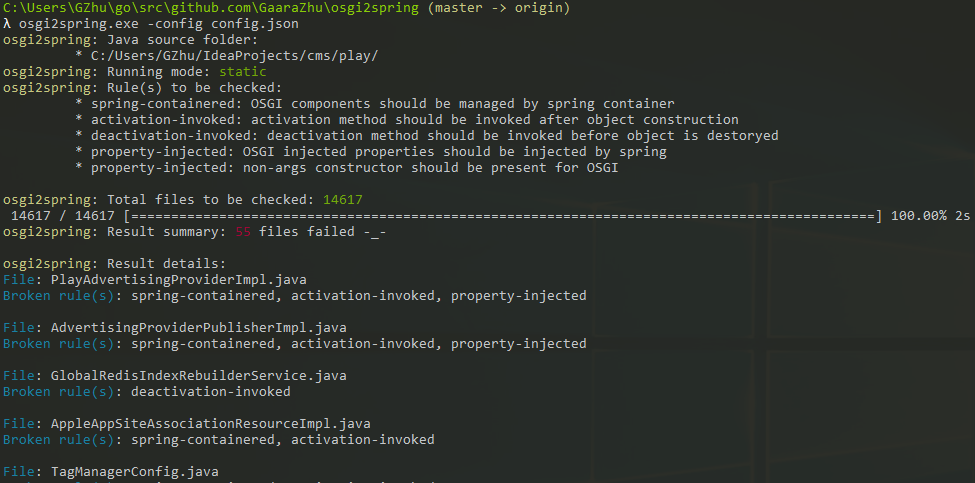 C:\Users\GZhu\go\src\github.com\GaaraZhu\osgi2spring (master -> origin)
λ osgi2spring.exe -config config.json
osgi2spring: Java source folder:
* C:/Users/GZhu/IdeaProjects/cms/play/
osgi2spring: Running mode: static
osgi2spring: Rule(s) to be checked:
* spring-containered: OSGI components should be managed by spring container
* activation-invoked: activation method should be invoked after object construction
* deactivation-invoked: deactivation method should be invoked before object is destoryed
* property-injected: OSGI injected properties should be injected by spring
* property-injected: non-args constructor should be present for OSGI
osgi2spring: Total files to be checked: 14617
14617 / 14617 [=============================================================================================] 100.00% 2s
osgi2spring: Result summary: 55 files failed -_-
osgi2spring: Result details:
File: PlayAdvertisingProviderImpl.java
Broken rule(s): spring-containered, activation-invoked, property-injected
File: AdvertisingProviderPublisherImpl.java
Broken rule(s): spring-containered, activation-invoked, property-injected
File: GlobalRedisIndexRebuilderService.java
Broken rule(s): deactivation-invoked
File: AppleAppSiteAssociationResourceImpl.java
Broken rule(s): spring-containered, activation-invoked
File: TagManagerConfig.java